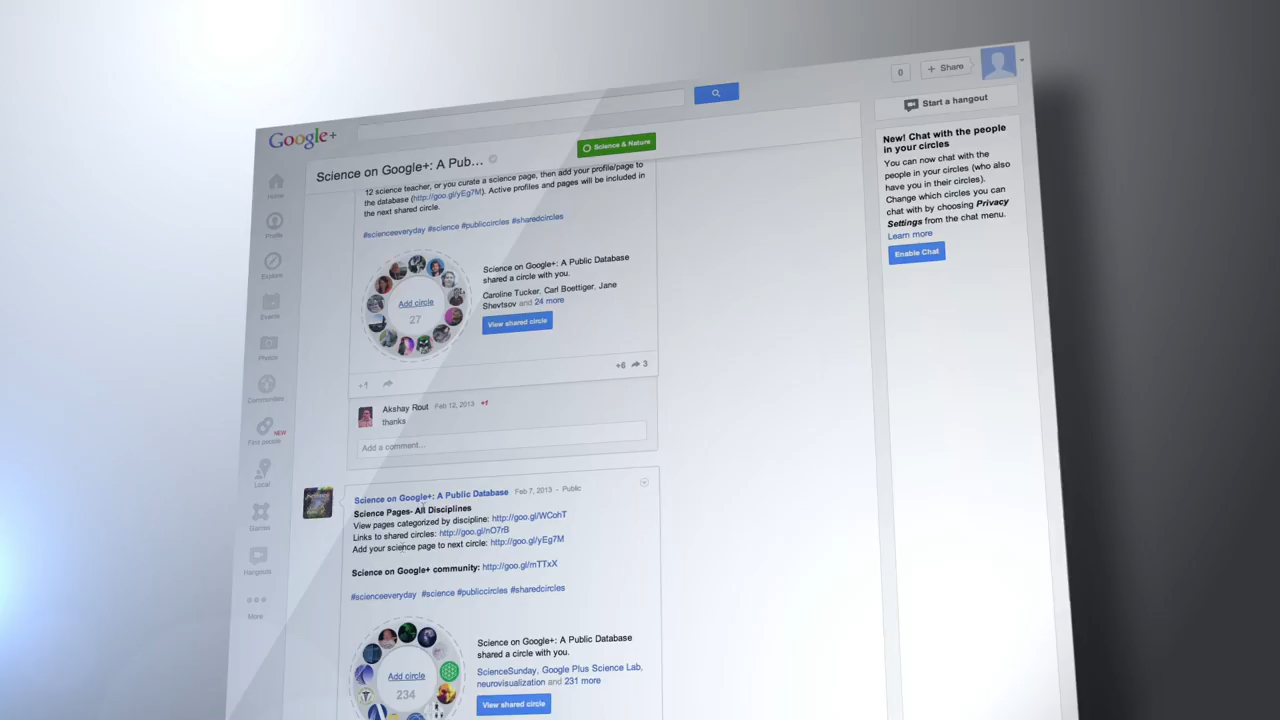 Google+
0
+ Share
Start a hangout
Science on Google+: A Pub...
Science & Nature
Home
Profile
Explore
Events
Photos
Communities
Find people
NEW
Local
Games
Hangouts
More
12 science teacher, or you curate a science page, then add your profile/page to
the database (http://goo.gl/yEg7M). Active profiles and pages will be included in
the next shared circle.
#scienceeveryday #science #publiccircles #sharedcircles
Add circle
27
Science on Google+: A Public Database
shared a circle with you.
Caroline Tucker, Carl Boettiger, Jane
Shevtsov and 24 more
View shared circle
+1
+6 3
Akshay Rout Feb 12, 2013 +1
thanks
Add a comment...
Science on Google+: A Public Database Feb 7, 2013 - Public
Science Pages- All Disciplines
View pages categorized by discipline: http://goo.gl/WCohT
Links to shared circles: http://goo.gl/nO7rB
Add your science page to next circle: http://goo.gl/yEg7M
Science on Google+ community: http://goo.gl/mTTxX
#scienceeveryday #science #publiccircles #sharedcircles
Add circle
234
Science on Google+: A Public Database
shared a circle with you.
ScienceSunday, Google Plus Science Lab,
neurovisualization and 231 more
View shared circle
New! Chat with the people
in your circles
You can now chat with the
people in your circles (who also
have you in their circles).
Change which circles you can
chat with by choosing Privacy
Settings from the chat menu.
Learn more
Enable Chat